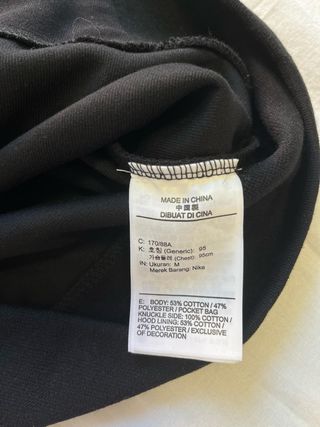 MADE IN CHINA
中國製
DIBUAT DI CINA
C: 170/88A
K: 호칭 (Generic): 95
가슴둘레 (Chest): 95cm
IN: Ukuran: M
Merek Barang: Nike
E: BODY: 53% COTTON / 47%
POLYESTER / POCKET BAG
KNUCKLE SIDE: 100% COTTON /
HOOD LINING: 53% COTTON /
47% POLYESTER / EXCLUSIVE
OF DECORATION